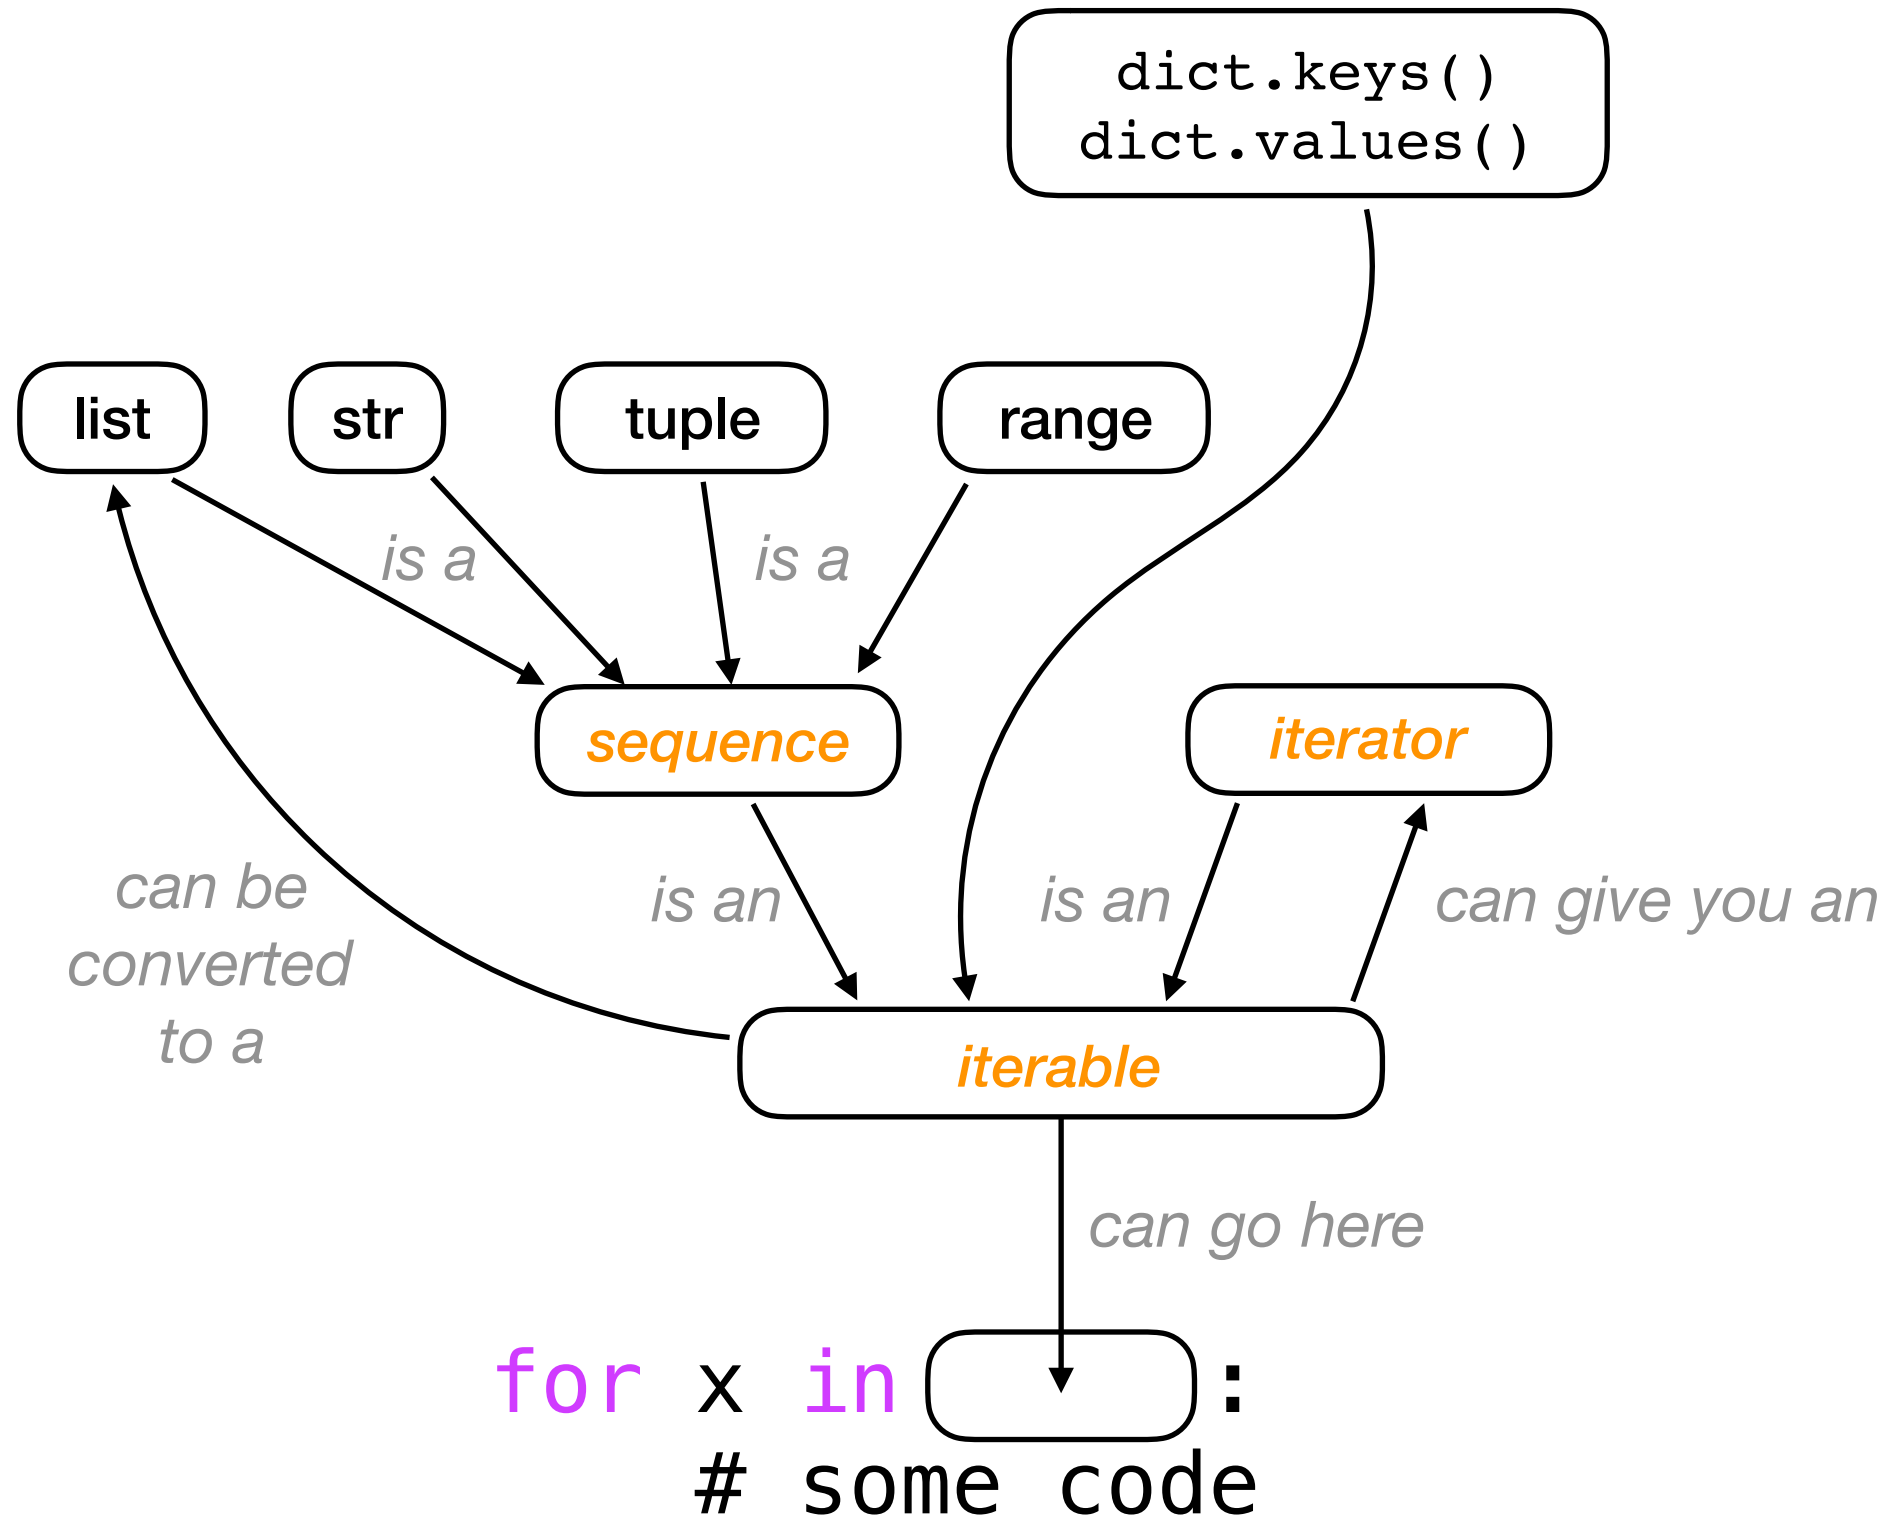 dict.keys()
dict.values()
list
str
tuple
range
is a
is a
sequence
iterator
can be
converted
to a
is an
is an
can give you an
iterable
can go here
for x in :
# some code